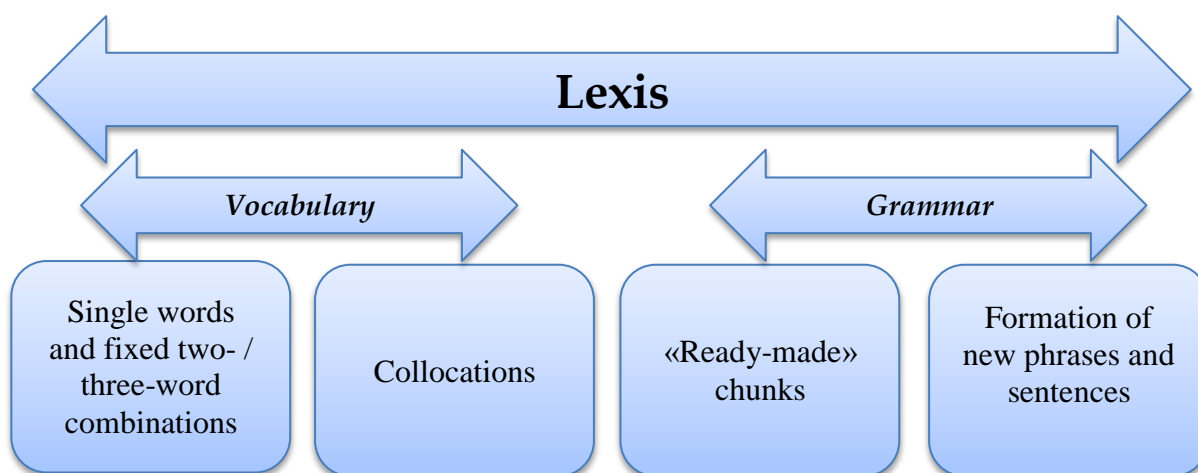 Lexis
Vocabulary
Grammar
Single words
and fixed two- /
three-word
combinations
Collocations
«Ready-made»
chunks
Formation of
new phrases and
sentences